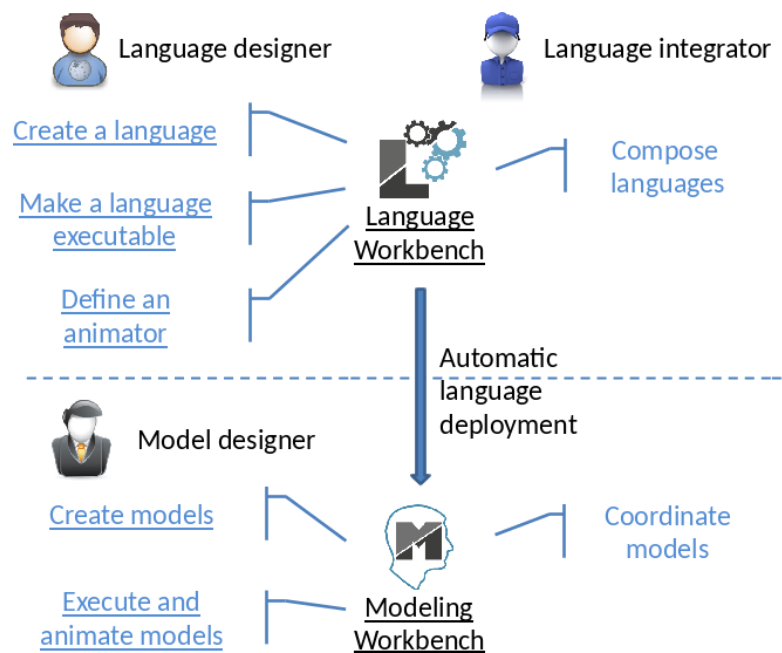 Language designer
Language integrator
Create a language
Compose
languages
Make a language
executable
Language
Workbench
Define an
animator
Automatic
language
deployment
Model designer
Create models
Coordinate
models
Execute and
animate models
Modeling
Workbench